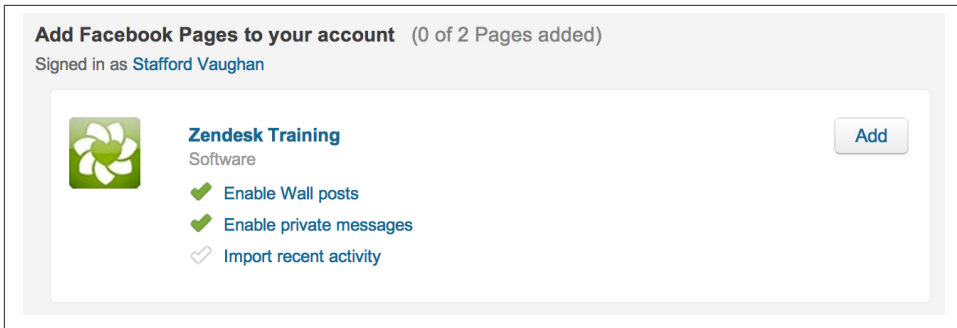 Add Facebook Pages to your account (0 of 2 Pages added)
Signed in as Stafford Vaughan
Zendesk Training
Add
Software
Enable Wall posts
Enable private messages
Import recent activity